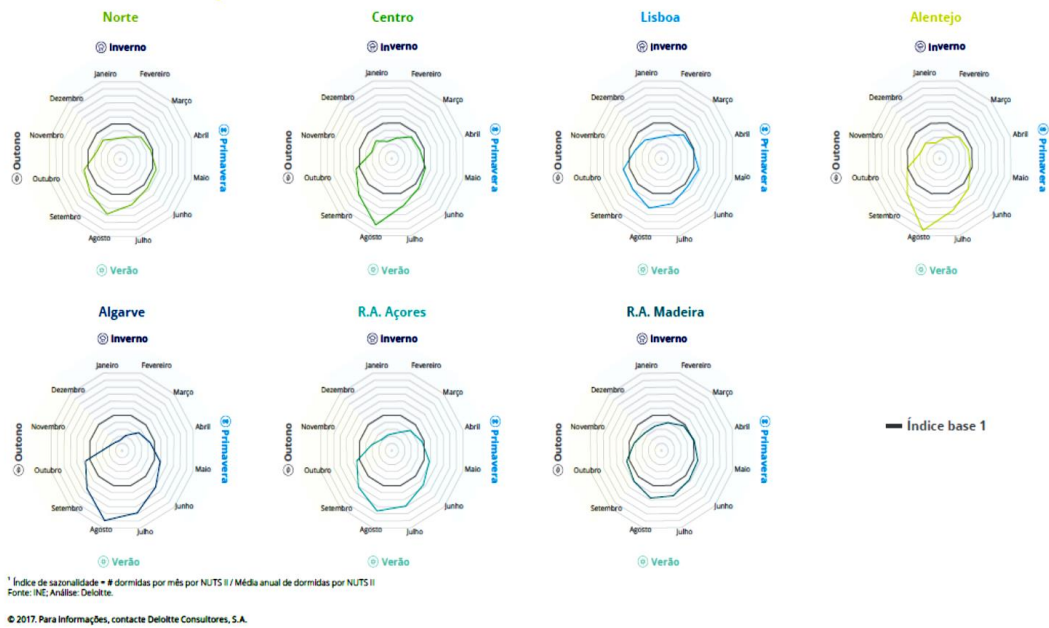 Norte
Inverno
Janeiro
Fevereiro
Março
Abril
Maio
Junho
Julho
Agosto
Setembro
Outubro
Novembro
Dezembro
Primavera
Verão
Outono
Centro
Inverno
Janeiro
Fevereiro
Março
Abril
Maio
Junho
Julho
Agosto
Setembro
Outubro
Novembro
Dezembro
Primavera
Verão
Outono
Lisboa
Inverno
Janeiro
Fevereiro
Março
Abril
Maio
Junho
Julho
Agosto
Setembro
Outubro
Novembro
Dezembro
Primavera
Verão
Outono
Alentejo
Inverno
Janeiro
Fevereiro
Março
Abril
Maio
Junho
Julho
Agosto
Setembro
Outubro
Novembro
Dezembro
Primavera
Verão
Outono
Algarve
Inverno
Janeiro
Fevereiro
Março
Abril
Maio
Junho
Julho
Agosto
Setembro
Outubro
Novembro
Dezembro
Primavera
Verão
Outono
R.A. Açores
Inverno
Janeiro
Fevereiro
Março
Abril
Maio
Junho
Julho
Agosto
Setembro
Outubro
Novembro
Dezembro
Primavera
Verão
Outono
R.A. Madeira
Inverno
Janeiro
Fevereiro
Março
Abril
Maio
Junho
Julho
Agosto
Setembro
Outubro
Novembro
Dezembro
Primavera
Verão
Outono
Índice base 1
¹ Índice de sazonalidade = # dormidas por mês por NUTS II / Média anual de dormidas por NUTS II
Fonte: INE; Análise: Deloitte.
© 2017. Para Informações, contacte Deloitte Consultores, S.A.